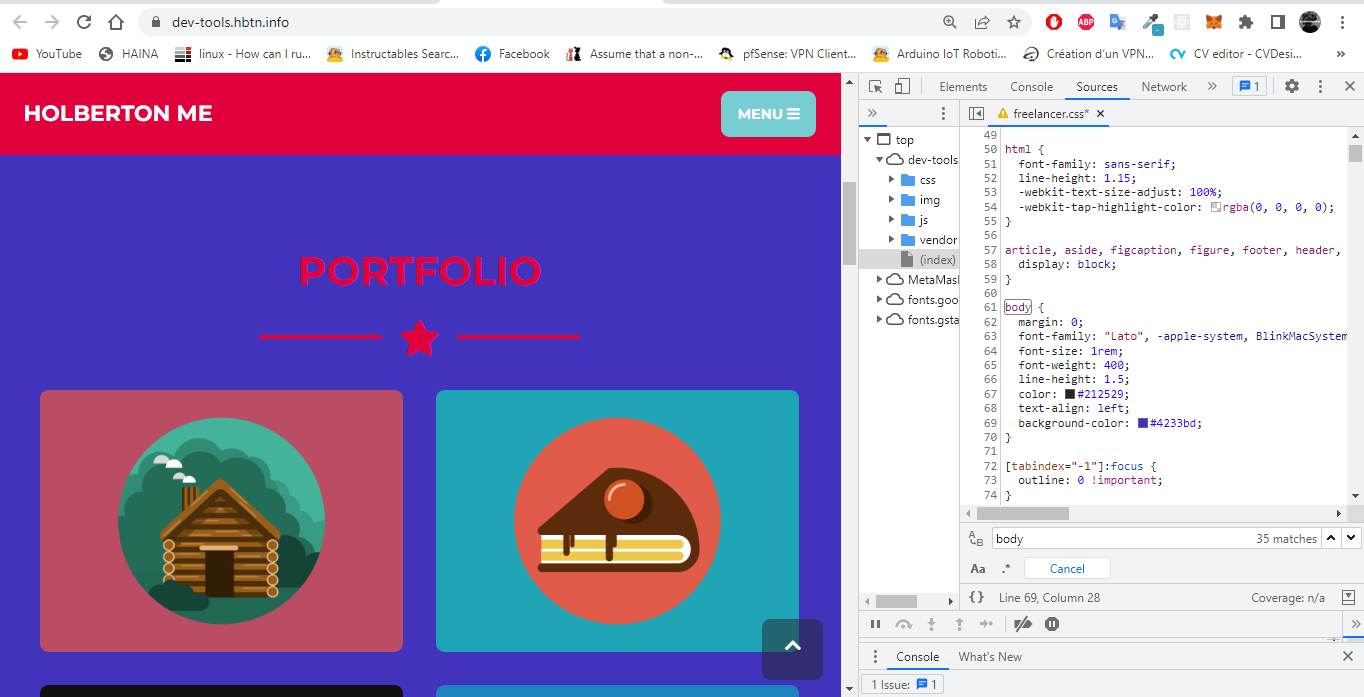 dev-tools.hbtn.info
ABP
YouTube HAINA linux - How can I ru... Instructables Searc... Facebook Assume that a non-... pfSense: VPN Client... Arduino IoT Roboti... Création d'un VPN... CV editor - CVDesi... »
HOLBERTON ME
MENU
PORTFOLIO
Elements Console Sources Network » 1
» freelancer.css*
top
dev-tools.
css
img
js
vendor
(index)
MetaMask
fonts.goo
fonts.gsta
49
50 html {
51 font-family: sans-serif;
52 line-height: 1.15;
53 -webkit-text-size-adjust: 100%;
54 -webkit-tap-highlight-color: rgba(0, 0, 0, 0);
55 }
56
57 article, aside, figcaption, figure, footer, header,
58 display: block;
59 }
60
61 body {
62 margin: 0;
63 font-family: "Lato", -apple-system, BlinkMacSystem
64 font-size: 1rem;
65 font-weight: 400;
66 line-height: 1.5;
67 color: #212529;
68 text-align: left;
69 background-color: #4233bd;
70 }
71
72 [tabindex="-1"]:focus {
73 outline: 0 !important;
74 }
body 35 matches
Aa .* Cancel
{} Line 69, Column 28 Coverage: n/a
»
Console What's New
1 Issue: 1